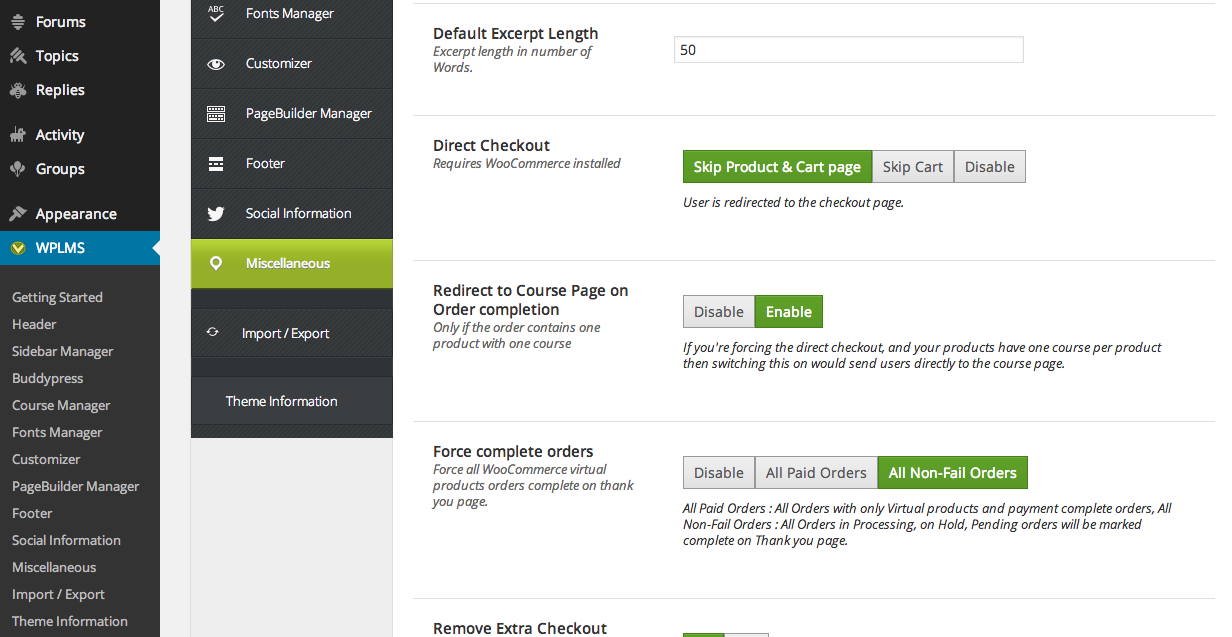 Forums
Topics
Replies
Activity
Groups
Appearance
WPLMS
Getting Started
Header
Sidebar Manager
Buddypress
Course Manager
Fonts Manager
Customizer
PageBuilder Manager
Footer
Social Information
Miscellaneous
Import / Export
Theme Information
ABC
Fonts Manager
Customizer
PageBuilder Manager
Footer
Social Information
Miscellaneous
Import / Export
Theme Information
Default Excerpt Length
Excerpt length in number of
Words.
50
Direct Checkout
Requires WooCommerce installed
Skip Product & Cart page
Skip Cart
Disable
User is redirected to the checkout page.
Redirect to Course Page on
Order completion
Only if the order contains one
product with one course
Disable
Enable
If you're forcing the direct checkout, and your products have one course per product
then switching this on would send users directly to the course page.
Force complete orders
Force all WooCommerce virtual
products orders complete on thank
you page.
Disable
All Paid Orders
All Non-Fail Orders
All Paid Orders : All Orders with only Virtual products and payment complete orders, All
Non-Fail Orders : All Orders in Processing, on Hold, Pending orders will be marked
complete on Thank you page.
Remove Extra Checkout